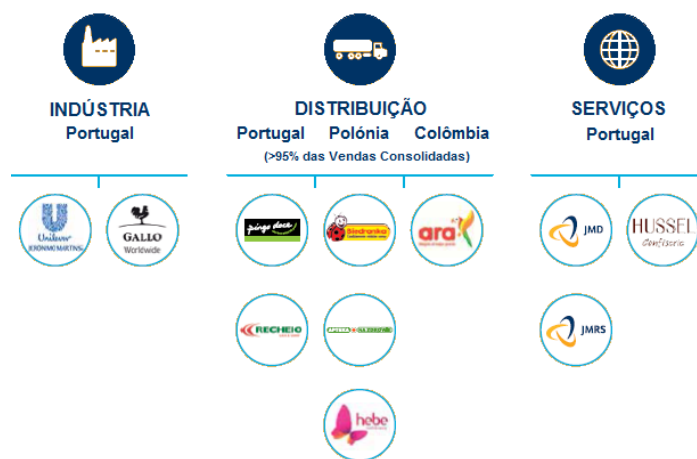 INDÚSTRIA
Portugal
DISTRIBUIÇÃO
Portugal Polónia Colômbia
(>95% das Vendas Consolidadas)
SERVIÇOS
Portugal
Unilever
JERÓNIMO MARTINS
GALLO
Worldwide
pingo doce
Biedronka
ara
JMD
HUSSEL
Confiserie
RECHEIO
APTEKA
JMRS
hebe